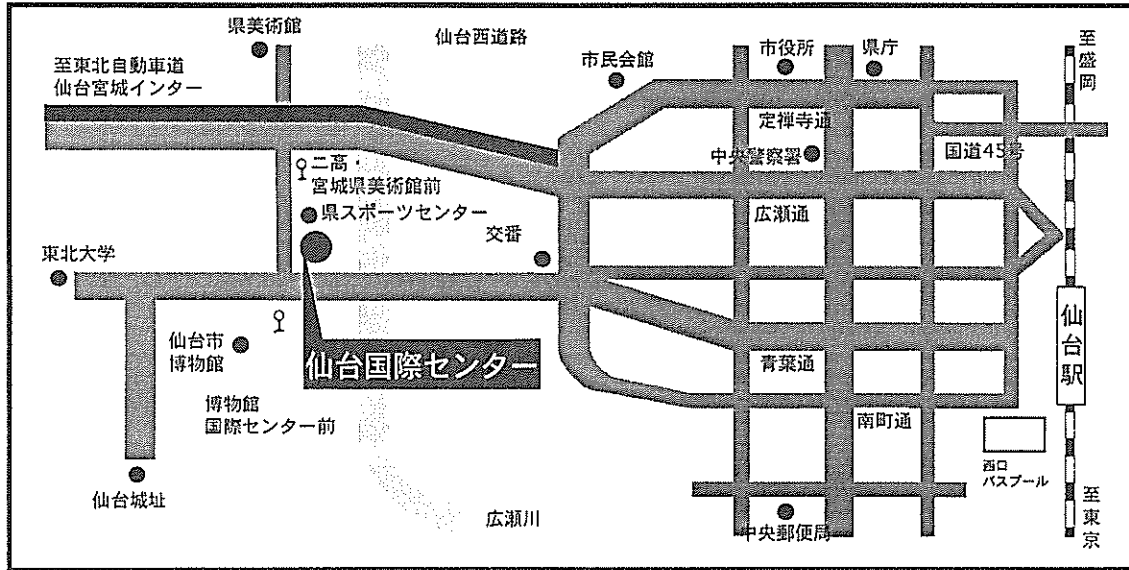 県美術館
仙台西道路
至東北自動車道
仙台宮城インター
市民会館
市役所
県庁
至盛岡
定禅寺通
中央警察署
国道45号
二高・
宮城県美術館前
県スポーツセンター
広瀬通
交番
東北大学
仙台市
博物館
仙台国際センター
仙台駅
青葉通
博物館
国際センター前
南町通
西口
バスプール
仙台城址
広瀬川
中央郵便局
至東京